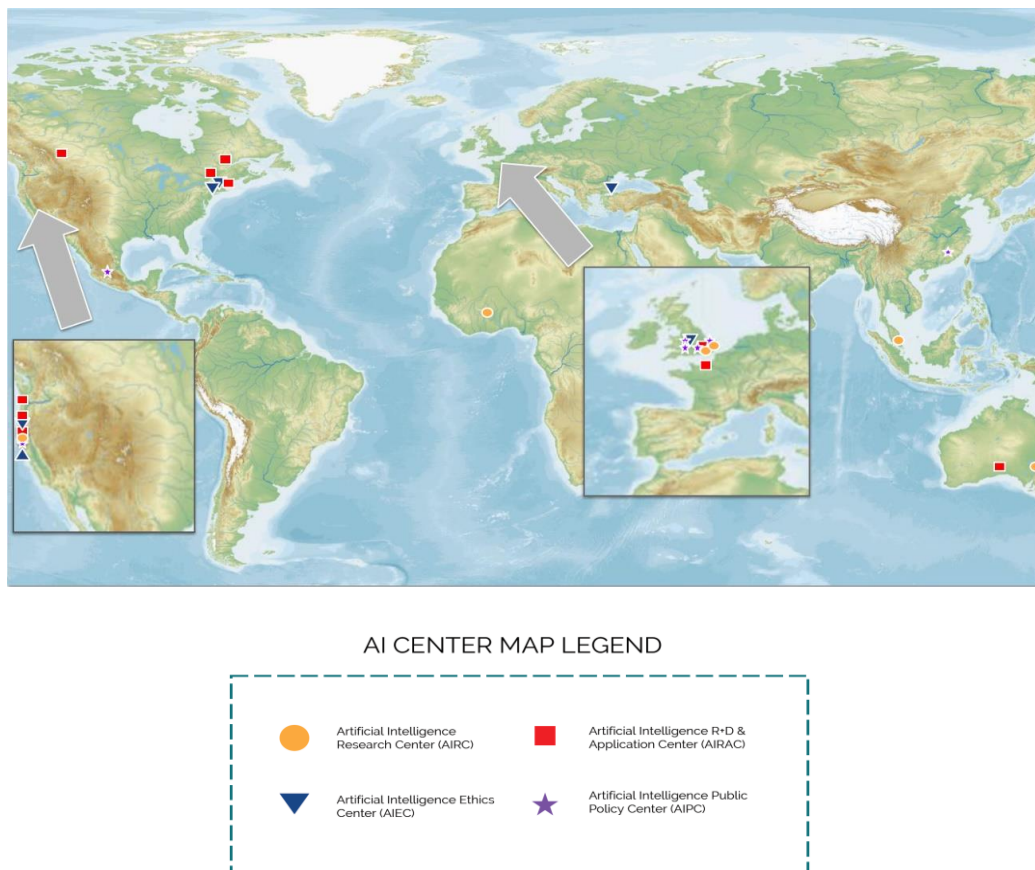 AI CENTER MAP LEGEND
Artificial Intelligence
Research Center (AIRC)
Artificial Intelligence R+D &
Application Center (AIRAC)
Artificial Intelligence Ethics
Center (AIEC)
Artificial Intelligence Public
Policy Center (AIPC)